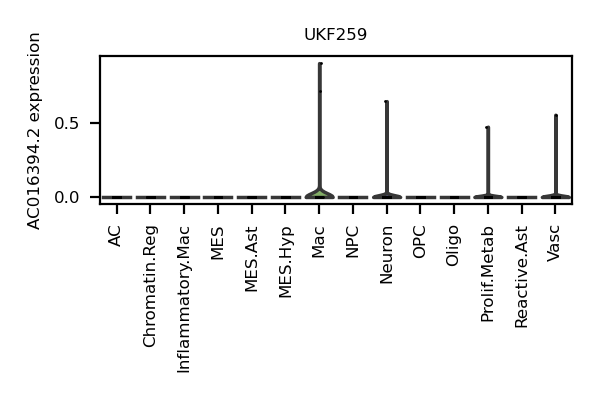 UKF259
AC016394.2 expression
0.5
0.0
AC
Chromatin.Reg
Inflammatory.Mac
MES
MES.Ast
MES.Hyp
Mac
NPC
Neuron
OPC
Oligo
Prolif.Metab
Reactive.Ast
Vasc